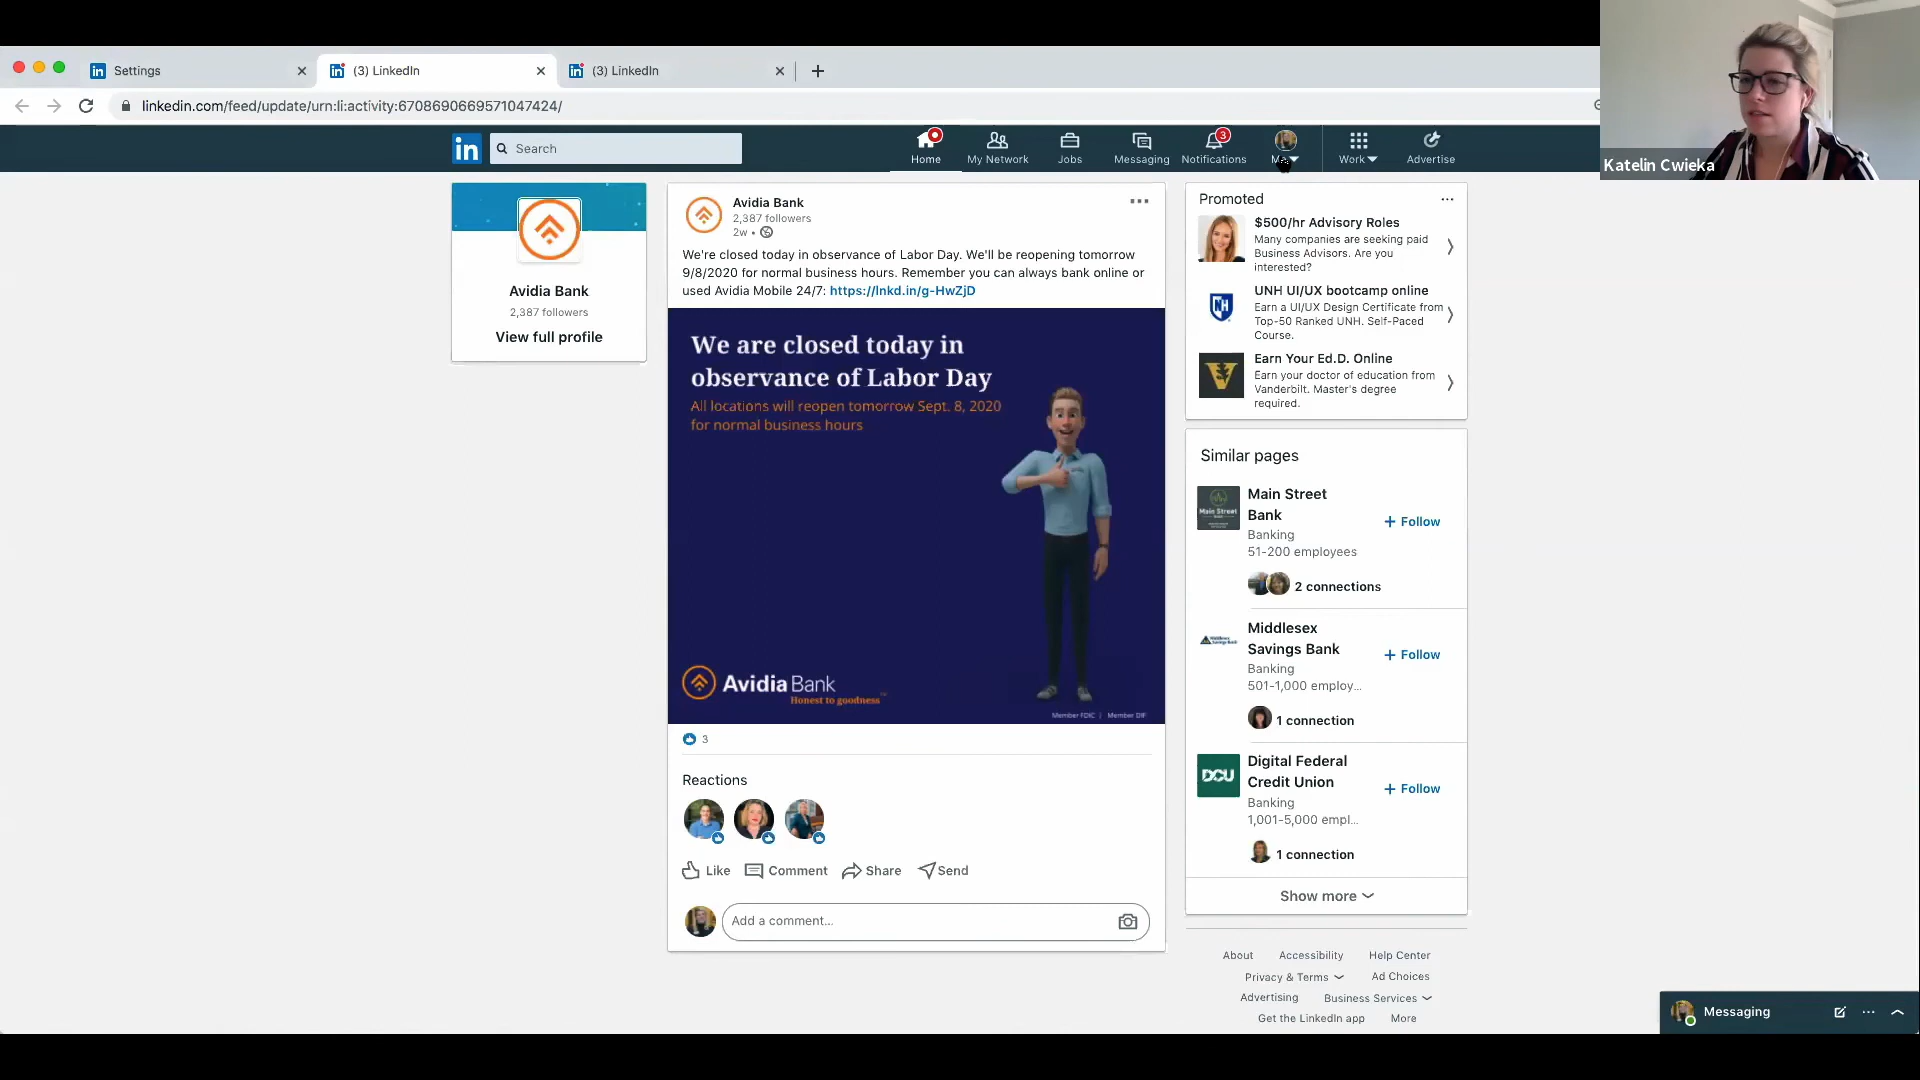 Settings
(3) LinkedIn
(3) LinkedIn
linkedin.com/feed/update/urn:li:activity:6708690669571047424/
in
Search
Home
My Network
Jobs
Messaging
3
Notifications
Work
Advertise
Katelin Cwieka
Avidia Bank
2,387 followers
View full profile
Avidia Bank
2,387 followers
2w •
We're closed today in observance of Labor Day. We'll be reopening tomorrow
9/8/2020 for normal business hours. Remember you can always bank online or
used Avidia Mobile 24/7: https://lnkd.in/g-HwZjD
We are closed today in
observance of Labor Day
All locations will reopen tomorrow Sept. 8, 2020
for normal business hours
Avidia Bank
Honest to goodness
Member FDIC | Member DIF
3
Reactions
Like
Comment
Share
Send
Add a comment...
Promoted
$500/hr Advisory Roles
Many companies are seeking paid
Business Advisors. Are you
interested?
UNH UI/UX bootcamp online
Earn a UI/UX Design Certificate from
Top-50 Ranked UNH. Self-Paced
Course.
Earn Your Ed.D. Online
Earn your doctor of education from
Vanderbilt. Master's degree
required.
Similar pages
Main Street
Main Street
Bank
Banking
51-200 employees
+ Follow
2 connections
Middlesex
Savings Bank
Middlesex
Savings Bank
Banking
501-1,000 employ...
+ Follow
1 connection
DCU
Digital Federal
Credit Union
Banking
1,001-5,000 empl...
+ Follow
1 connection
Show more
About
Accessibility
Help Center
Privacy & Terms
Ad Choices
Advertising
Business Services
Get the LinkedIn app
More
Messaging